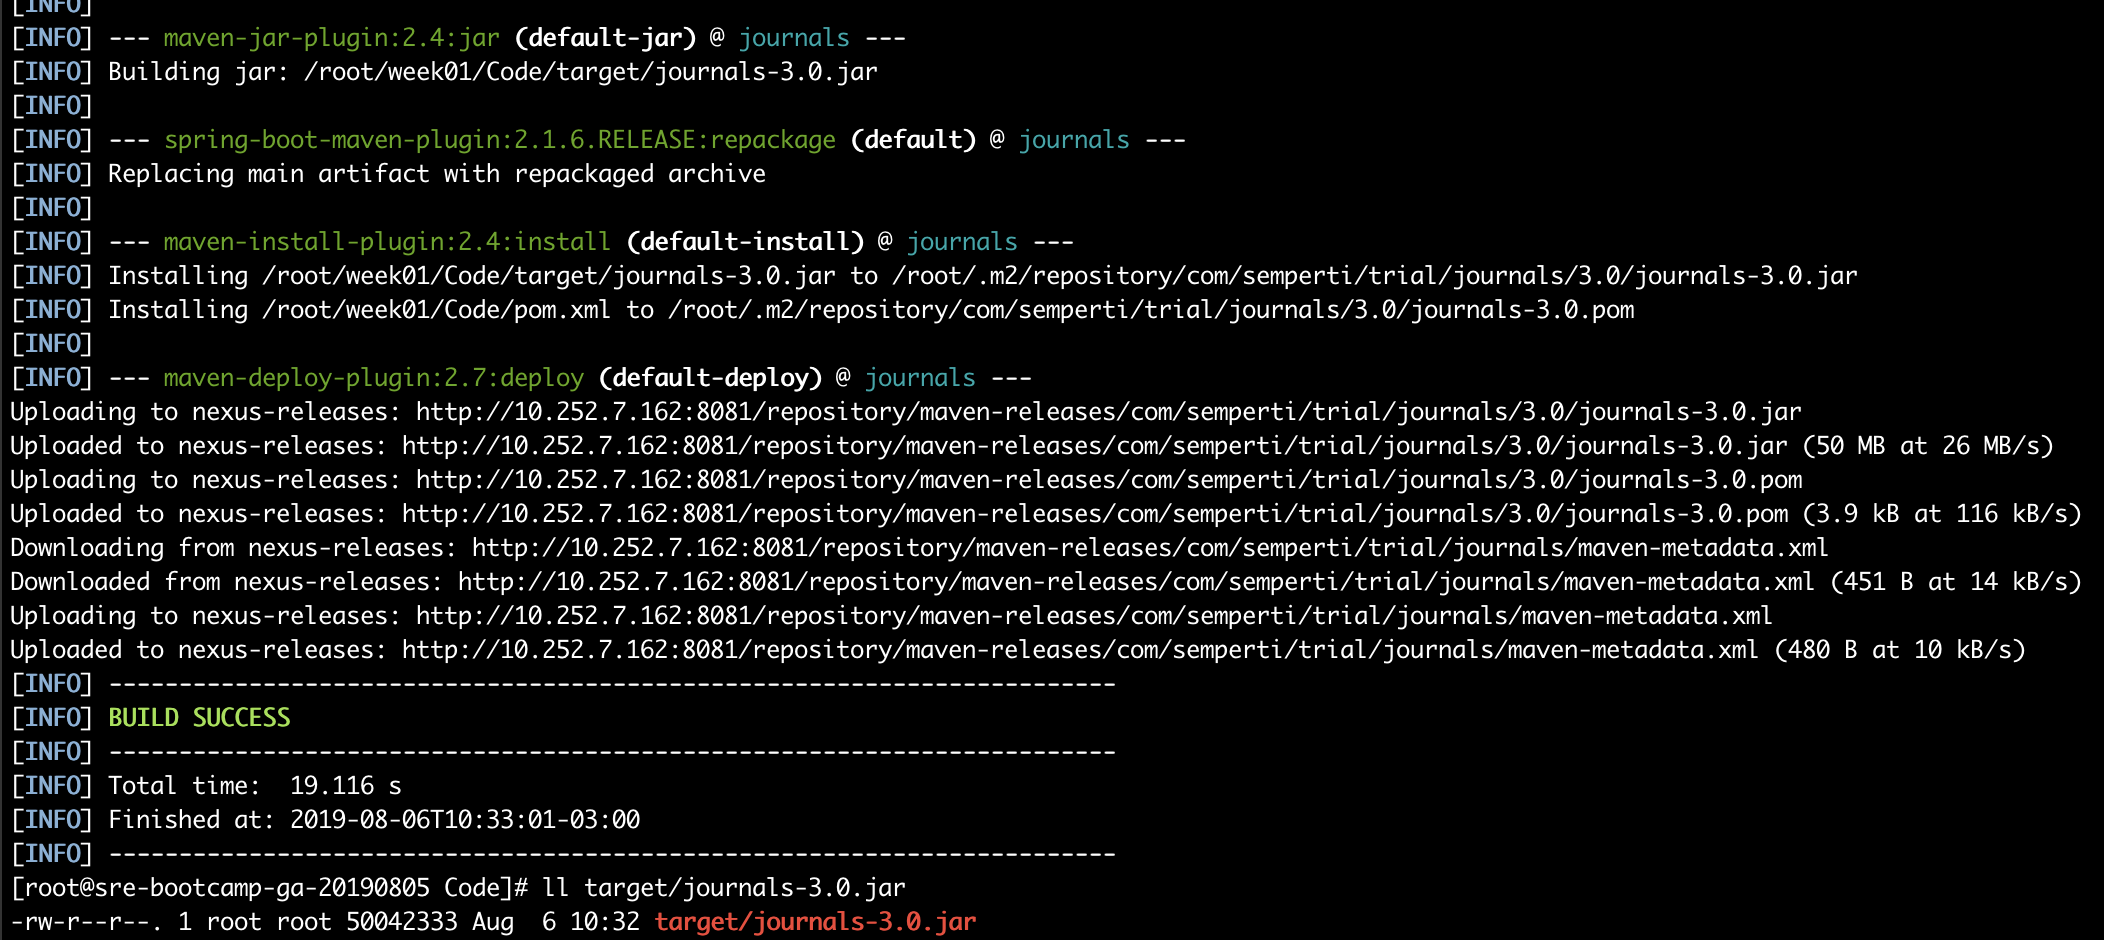 [INFO]
[INFO] --- maven-jar-plugin:2.4:jar (default-jar) @ journals ---
[INFO] Building jar: /root/week01/Code/target/journals-3.0.jar
[INFO]
[INFO] --- spring-boot-maven-plugin:2.1.6.RELEASE:repackage (default) @ journals ---
[INFO] Replacing main artifact with repackaged archive
[INFO]
[INFO] --- maven-install-plugin:2.4:install (default-install) @ journals ---
[INFO] Installing /root/week01/Code/target/journals-3.0.jar to /root/.m2/repository/com/semperti/trial/journals/3.0/journals-3.0.jar
[INFO] Installing /root/week01/Code/pom.xml to /root/.m2/repository/com/semperti/trial/journals/3.0/journals-3.0.pom
[INFO]
[INFO] --- maven-deploy-plugin:2.7:deploy (default-deploy) @ journals ---
Uploading to nexus-releases: http://10.252.7.162:8081/repository/maven-releases/com/semperti/trial/journals/3.0/journals-3.0.jar
Uploaded to nexus-releases: http://10.252.7.162:8081/repository/maven-releases/com/semperti/trial/journals/3.0/journals-3.0.jar (50 MB at 26 MB/s)
Uploading to nexus-releases: http://10.252.7.162:8081/repository/maven-releases/com/semperti/trial/journals/3.0/journals-3.0.pom
Uploaded to nexus-releases: http://10.252.7.162:8081/repository/maven-releases/com/semperti/trial/journals/3.0/journals-3.0.pom (3.9 kB at 116 kB/s)
Downloading from nexus-releases: http://10.252.7.162:8081/repository/maven-releases/com/semperti/trial/journals/maven-metadata.xml
Downloaded from nexus-releases: http://10.252.7.162:8081/repository/maven-releases/com/semperti/trial/journals/maven-metadata.xml (451 B at 14 kB/s)
Uploading to nexus-releases: http://10.252.7.162:8081/repository/maven-releases/com/semperti/trial/journals/maven-metadata.xml
Uploaded to nexus-releases: http://10.252.7.162:8081/repository/maven-releases/com/semperti/trial/journals/maven-metadata.xml (480 B at 10 kB/s)
[INFO] ------------------------------------------------------------------------
[INFO] BUILD SUCCESS
[INFO] ------------------------------------------------------------------------
[INFO] Total time:  19.116 s
[INFO] Finished at: 2019-08-06T10:33:01-03:00
[INFO] ------------------------------------------------------------------------
[root@sre-bootcamp-ga-20190805 Code]# ll target/journals-3.0.jar
-rw-r--r--. 1 root root 50042333 Aug  6 10:32 target/journals-3.0.jar